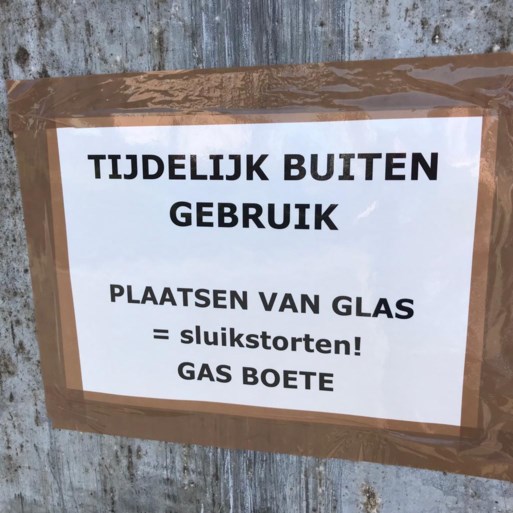 TIJDELIJK BUITEN
GEBRUIK
PLAATSEN VAN GLAS
= sluikstorten!
GAS BOETE